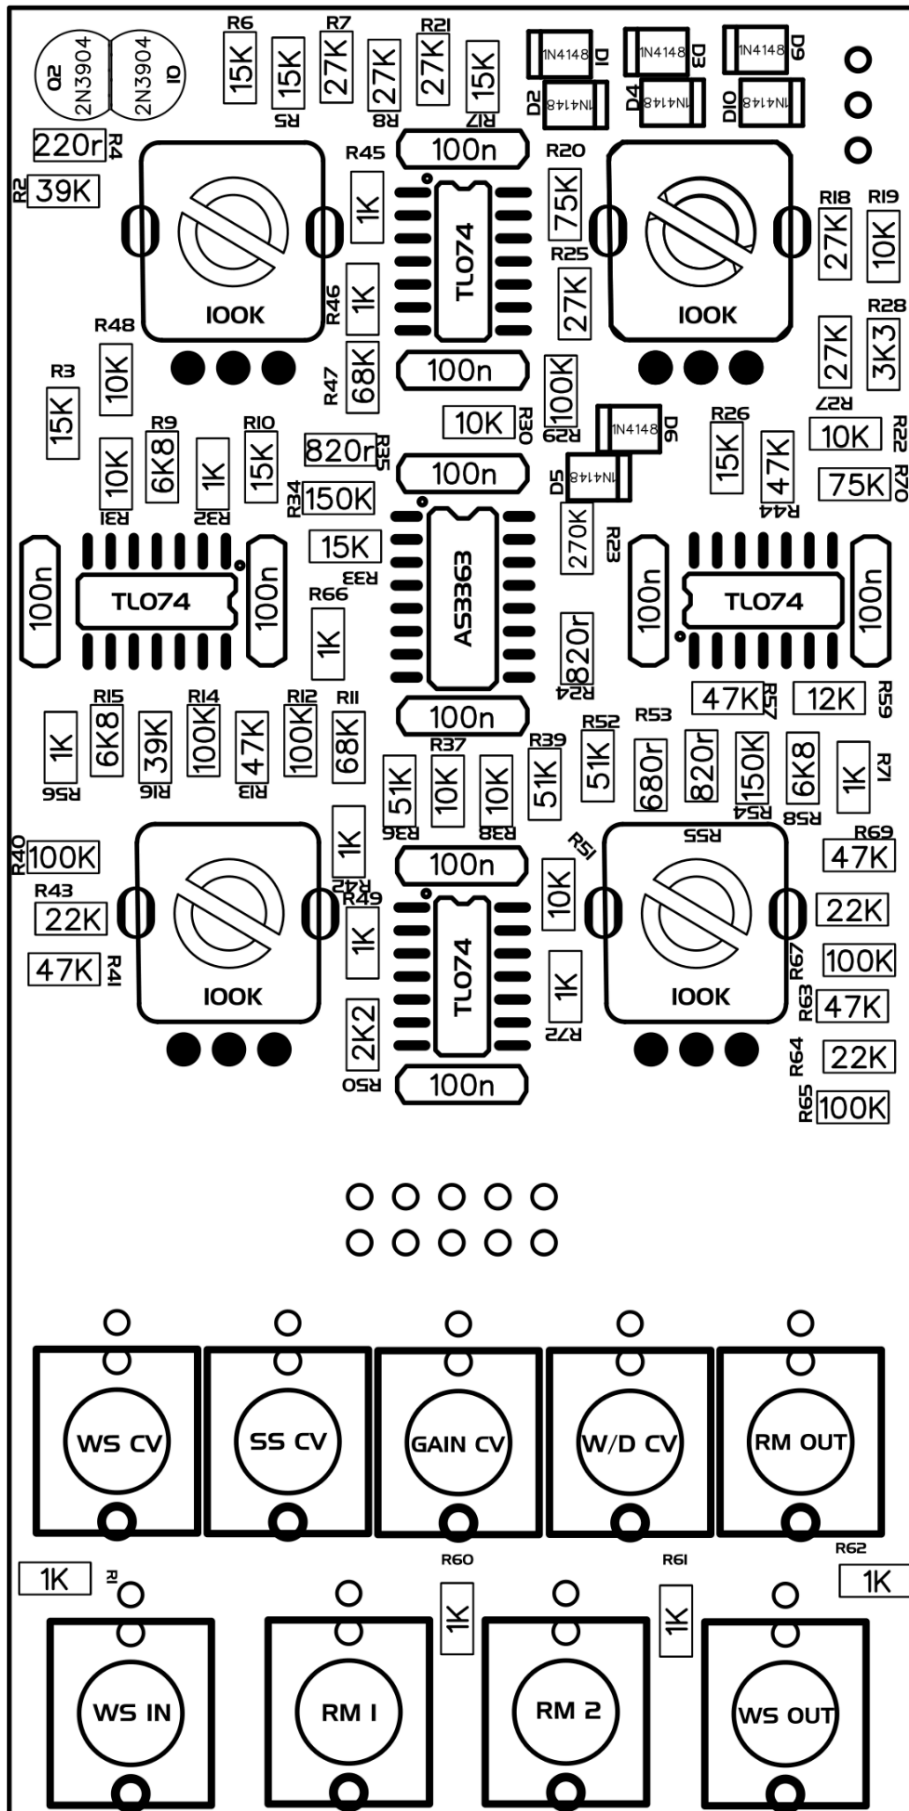 R6
R7
R21
15K
15K
27K
27K
27K
15K
R5
R8
R17
Q2
2N3904
2N3904
Q1
1N4148
D1
1N4148
D3
1N4148
D9
D2
1N4148
D4
1N4148
D10
1N4148
220r
R4
R2
39K
R45
1K
100n
R20
75K
R18
27K
R19
10K
TL074
R25
27K
R46
1K
100K
100K
R48
10K
R47
68K
100n
100K
R29
27K
R27
R28
3K3
R3
15K
10K
R30
1N4148
D6
R26
15K
47K
R44
10K
R22
R9
6K8
R10
15K
10K
R31
1K
R32
820r
R35
100n
D5
1N4148
75K
R70
R34
150K
15K
R33
270K
R23
100n
TL074
100n
AS3363
100n
TL074
100n
R66
1K
820r
R24
47K
R57
12K
R59
R15
6K8
R14
100K
R12
100K
R11
68K
1K
R56
39K
R16
47K
R13
100n
R37
10K
R39
51K
R52
51K
R53
680r
820r
R55
150K
R54
6K8
R58
1K
R71
51K
R36
10K
R38
R40
100K
1K
R42
100n
R51
10K
R69
47K
R43
22K
R49
1K
22K
47K
R41
TL074
1K
R72
R67
100K
100K
100K
R63
47K
2K2
R50
R64
22K
100n
R65
100K
WS CV
SS CV
GAIN CV
W/D CV
RM OUT
1K
R1
R60
1K
R61
1K
R62
1K
WS IN
RM 1
RM 2
WS OUT